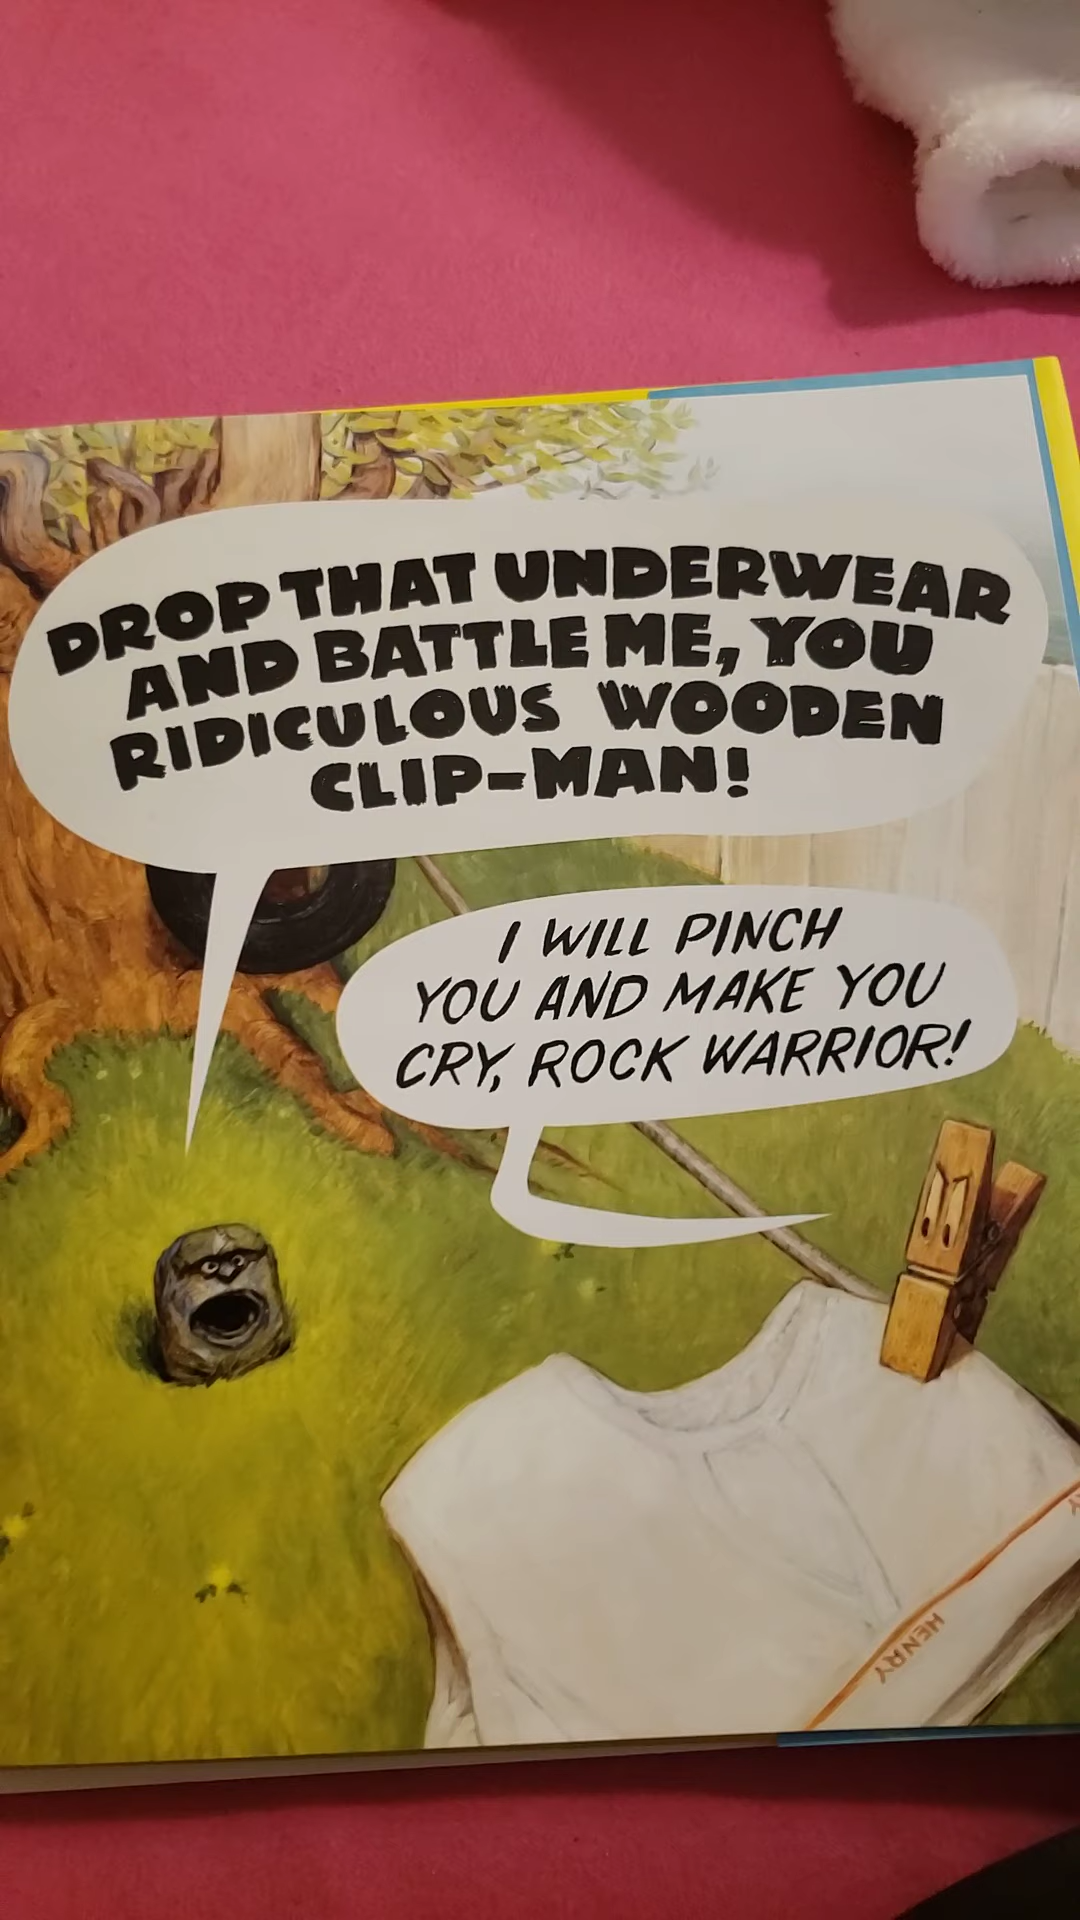 DROP THAT UNDERWEAR
AND BATTLE ME, YOU
RIDICULOUS WOODEN
CLIP-MAN!
I WILL PINCH
YOU AND MAKE YOU
CRY, ROCK WARRIOR!
HENRY